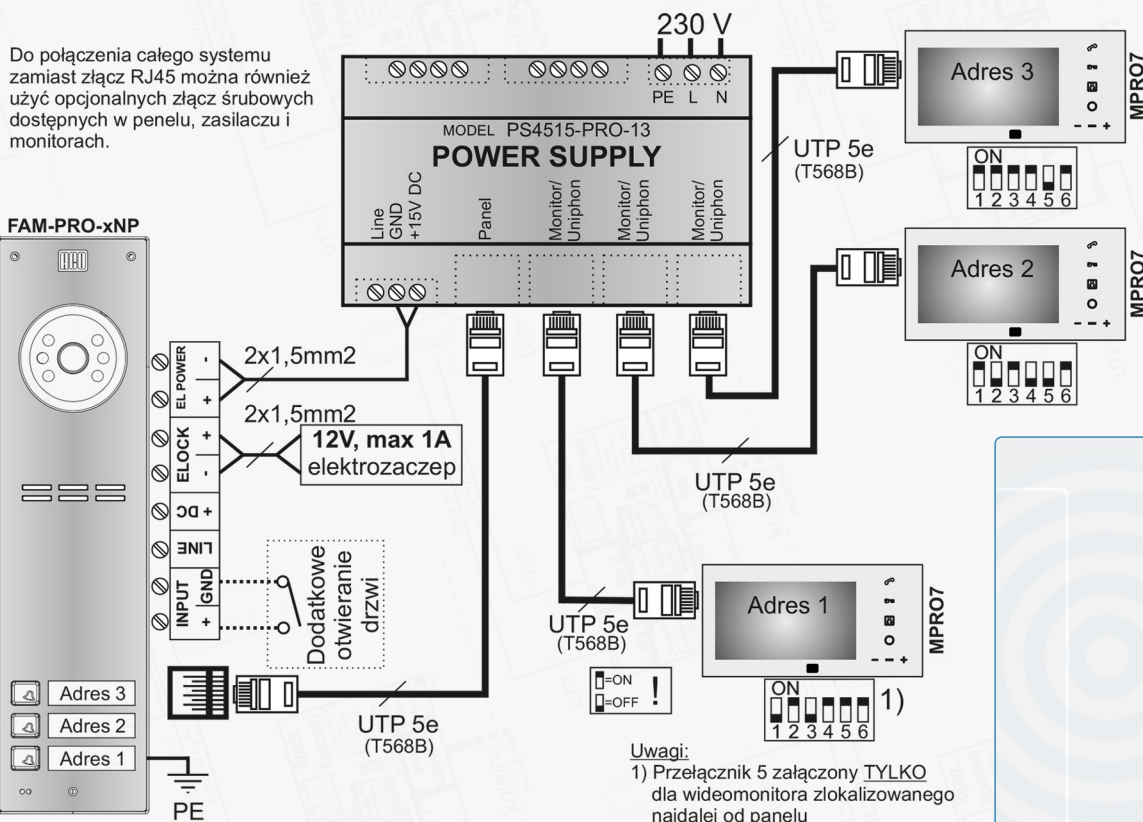 Do połączenia całego systemu
zamiast złącz RJ45 można również
użyć opcjonalnych złącz śrubowych
dostępnych w penelu, zasilaczu i
monitorach.
230 V
PE L N
MODEL PS4515-PRO-13
POWER SUPPLY
Line
GND
+15V DC
Panel
Monitor/
Uniphon
Monitor/
Uniphon
Monitor/
Uniphon
UTP 5e
(T568B)
Adres 3
MPRO7
ON
1 2 3 4 5 6
Adres 2
MPRO7
ON
1 2 3 4 5 6
UTP 5e
(T568B)
FAM-PRO-xNP
ACO
EL POWER
- +
2x1,5mm2
ELOCK
+ -
2x1,5mm2
12V, max 1A
elektrozaczep
+ DC
LINE
INPUT
GND
+
Dodatkowe
otwieranie
drzwi
Adres 3
Adres 2
Adres 1
PE
UTP 5e
(T568B)
UTP 5e
(T568B)
Adres 1
MPRO7
ON
1 2 3 4 5 6
1)
=ON
=OFF
!
Uwagi:
1) Przełącznik 5 załączony TYLKO
dla wideomonitora zlokalizowanego
najdalej od panelu